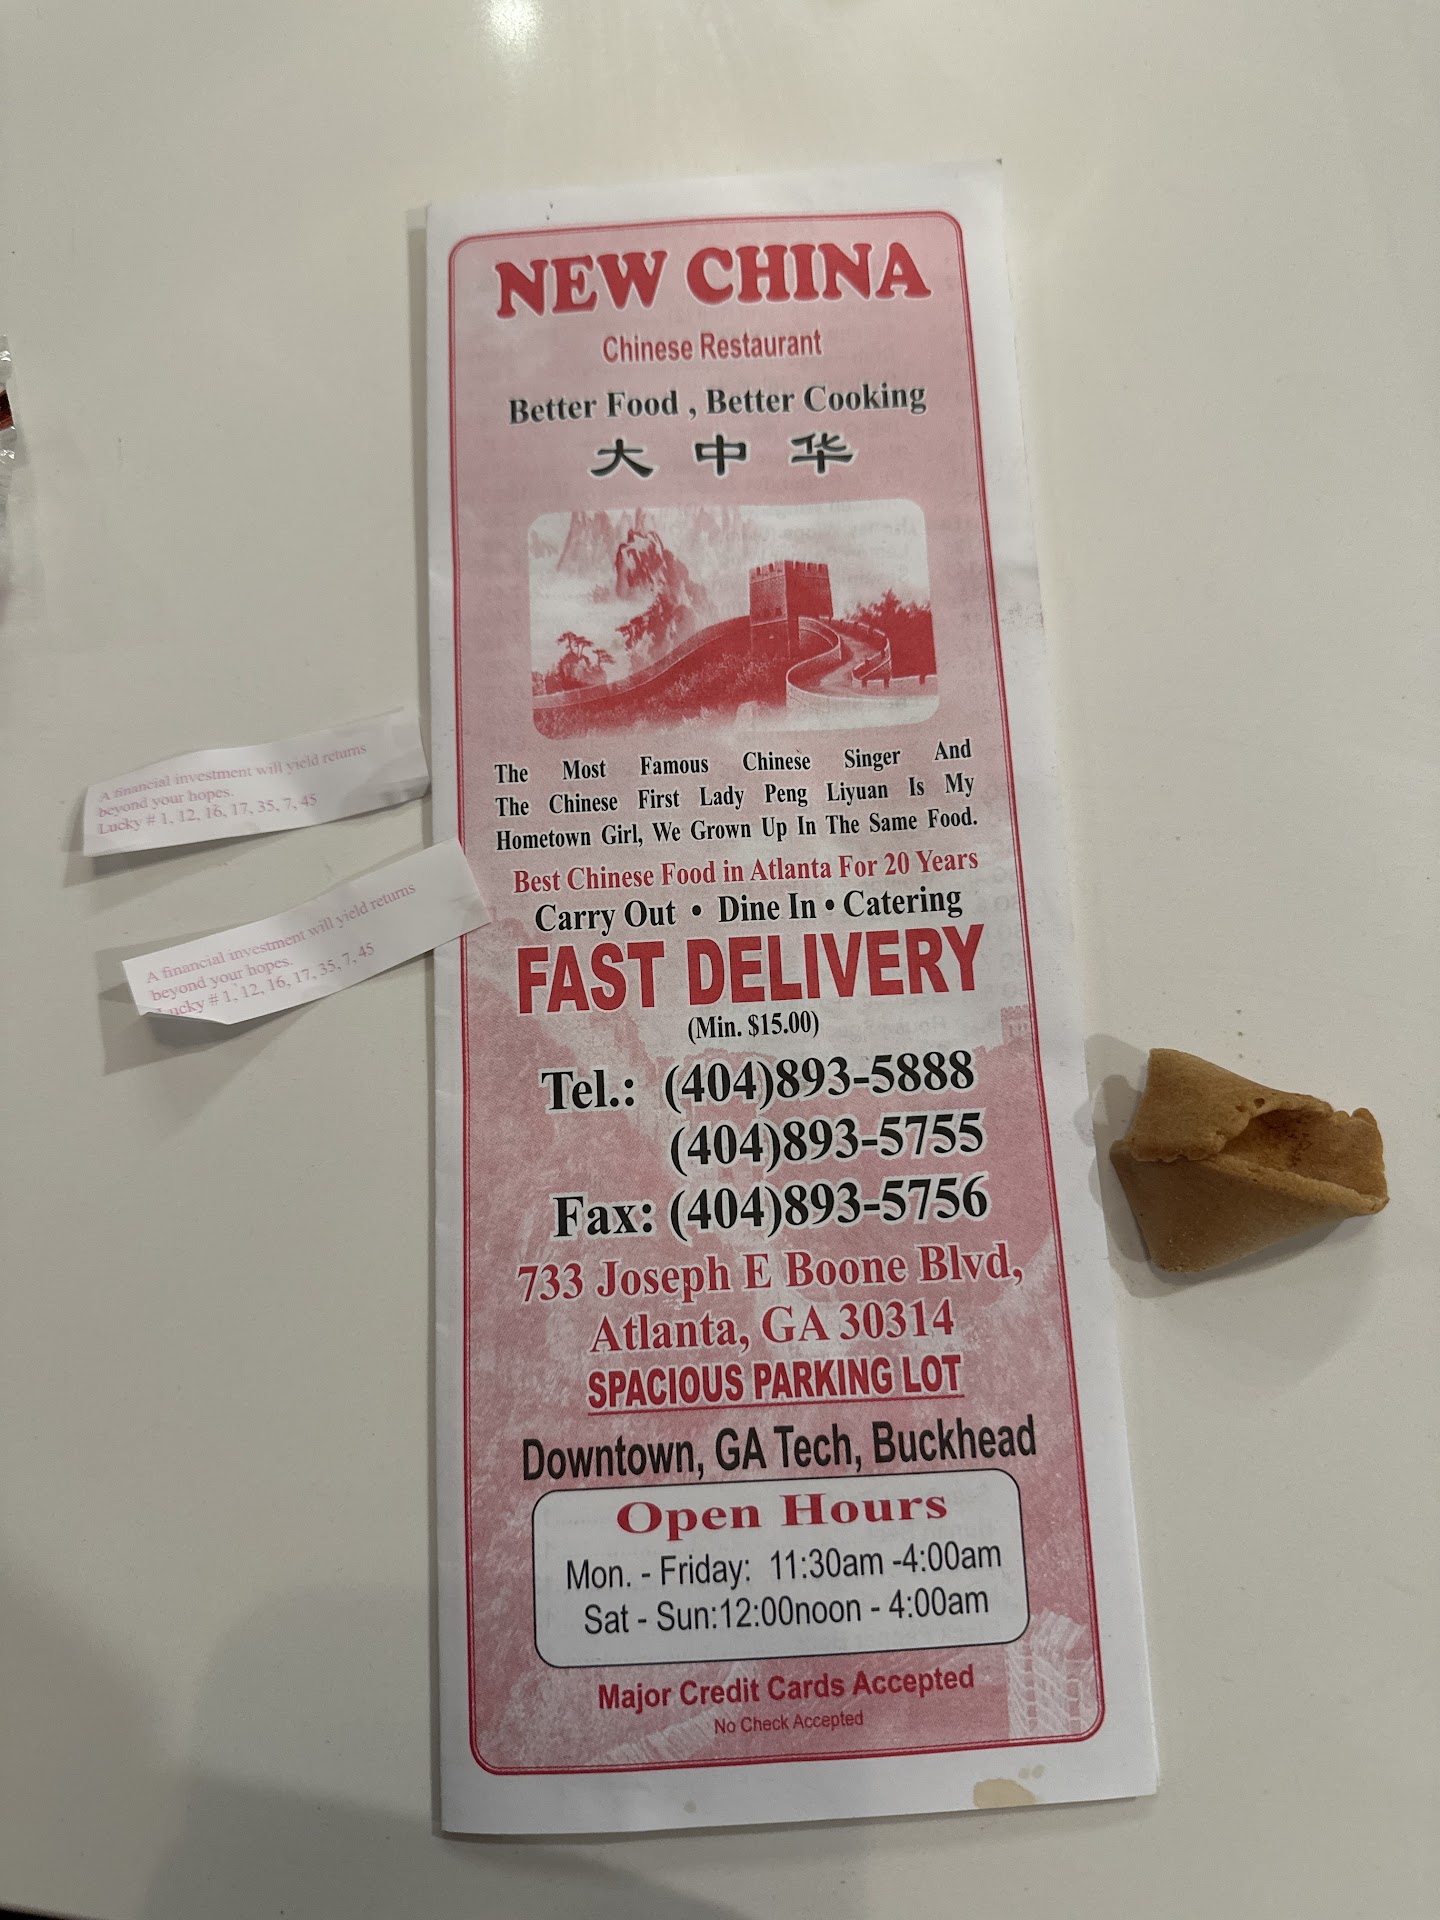 NEW CHINA
Chinese Restaurant
Better Food , Better Cooking
大中华
The Most Famous Chinese Singer And
The Chinese First Lady Peng Liyuan Is My
Hometown Girl, We Grown Up In The Same Food.
Best Chinese Food in Atlanta For 20 Years
Carry Out • Dine In • Catering
FAST DELIVERY
(Min. $15.00)
Tel.: (404)893-5888
(404)893-5755
Fax: (404)893-5756
733 Joseph E Boone Blvd,
Atlanta, GA 30314
SPACIOUS PARKING LOT
Downtown, GA Tech, Buckhead
Open Hours
Mon. - Friday: 11:30am -4:00am
Sat - Sun:12:00noon - 4:00am
Major Credit Cards Accepted
No Check Accepted
A financial investment will yield returns
beyond your hopes.
Lucky # 1, 12, 16, 17, 35, 7, 45
A financial investment will yield returns
beyond your hopes.
Lucky # 1, 12, 16, 17, 35, 7, 45